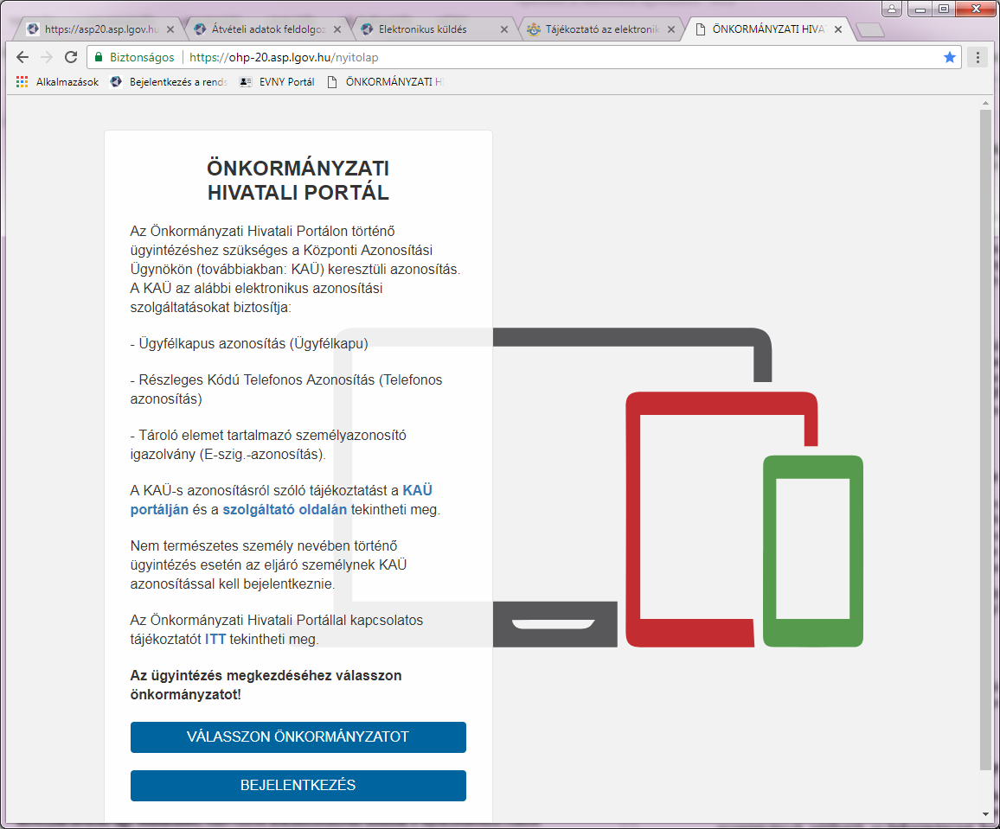 https://asp20.asp.lgov.hu
Átvételi adatok feldolgoz
Elektronikus küldés
Tájékoztató az elektronik
ÖNKORMÁNYZATI HIVA
Biztonságos
https://ohp-20.asp.lgov.hu/nyitolap
Alkalmazások
Bejelentkezés a rends
EVNY Portál
ÖNKORMÁNYZATI H
ÖNKORMÁNYZATI
HIVATALI PORTÁL
Az Önkormányzati Hivatali Portálon történő
ügyintézéshez szükséges a Központi Azonosítási
Ügynökön (továbbiakban: KAÜ) keresztüli azonosítás.
A KAÜ az alábbi elektronikus azonosítási
szolgáltatásokat biztosítja:
- Ügyfélkapus azonosítás (Ügyfélkapu)
- Részleges Kódú Telefonos Azonosítás (Telefonos
azonosítás)
- Tároló elemet tartalmazó személyazonosító
igazolvány (E-szig.-azonosítás).
A KAÜ-s azonosításról szóló tájékoztatást a KAÜ
portálján és a szolgáltató oldalán tekintheti meg.
Nem természetes személy nevében történő
ügyintézés esetén az eljáró személynek KAÜ
azonosítással kell bejelentkeznie.
Az Önkormányzati Hivatali Portállal kapcsolatos
tájékoztatót ITT tekintheti meg.
Az ügyintézés megkezdéséhez válasszon
önkormányzatot!
VÁLASSZON ÖNKORMÁNYZATOT
BEJELENTKEZÉS